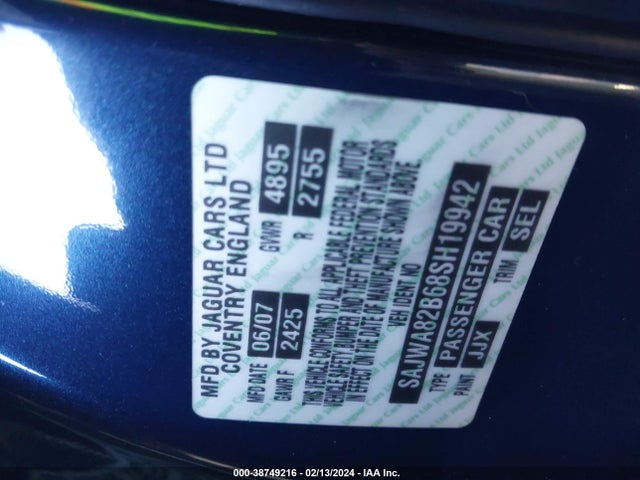 MFD BY JAGUAR CARS LTD
COVENTRY ENGLAND
MFD DATE 06/07 GVWR 4895
GAWR F 2425 R 2755
THIS VEHICLE CONFORMS TO ALL APPLICABLE FEDERAL MOTOR
VEHICLE SAFETY, BUMPER AND THEFT PREVENTION STANDARDS
IN EFFECT ON THE DATE OF MANUFACTURE SHOWN ABOVE.
VEH IDENT NO
SAJWA82B68SH19942
TYPE PASSENGER CAR
PAINT JJX TRIM SEL
000-38749216 - 02/13/2024 - IAA Inc.